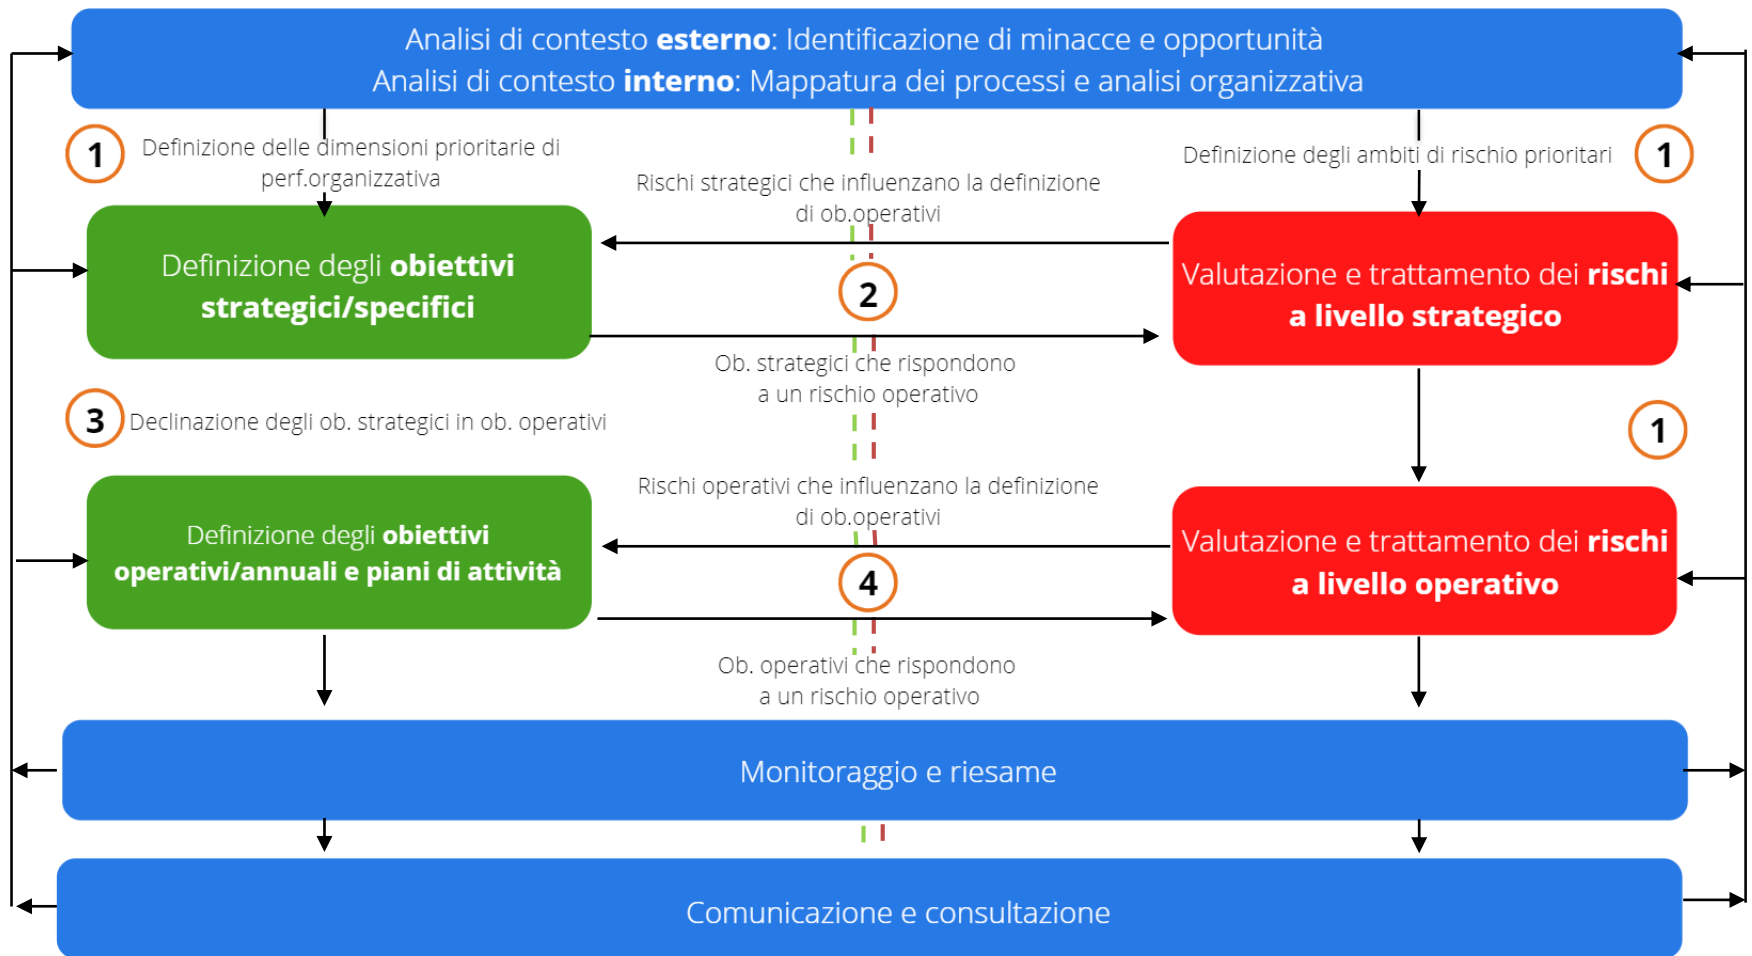 Analisi di contesto esterno: Identificazione di minacce e opportunità
Analisi di contesto interno: Mappatura dei processi e analisi organizzativa
1
Definizione delle dimensioni prioritarie di
perf.organizzativa
Definizione degli ambiti di rischio prioritari
1
Rischi strategici che influenzano la definizione
di ob.operativi
Definizione degli obiettivi
strategici/specifici
2
Valutazione e trattamento dei rischi
a livello strategico
Ob. strategici che rispondono
a un rischio operativo
3
Declinazione degli ob. strategici in ob. operativi
1
Rischi operativi che influenzano la definizione
di ob.operativi
Definizione degli obiettivi
operativi/annuali e piani di attività
4
Valutazione e trattamento dei rischi
a livello operativo
Ob. operativi che rispondono
a un rischio operativo
Monitoraggio e riesame
Comunicazione e consultazione